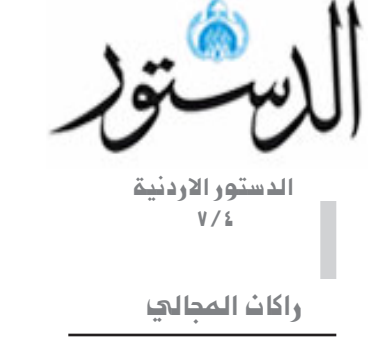 الدستور
الدستور الاردنية
٧/٤
راكان المجالي